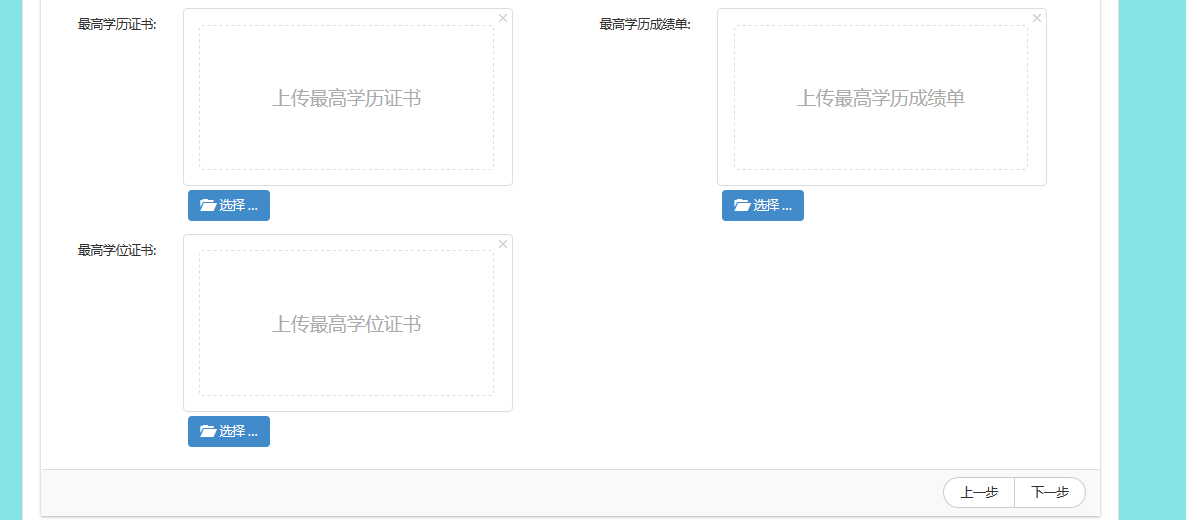 最高学历证书:
最高学历成绩单:
上传最高学历证书
上传最高学历成绩单
选择 ...
选择 ...
最高学位证书:
上传最高学位证书
选择 ...
上一步
下一步